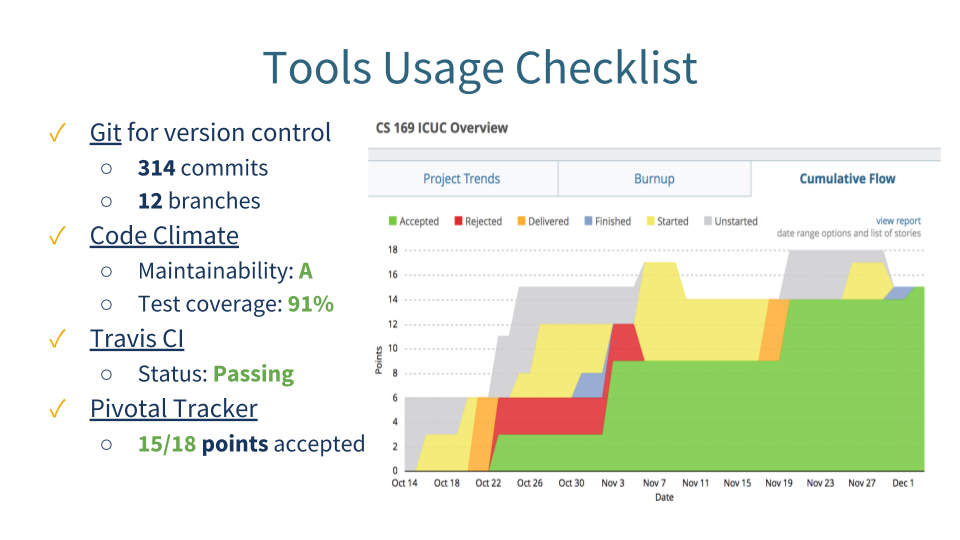 Tools Usage Checklist
✓ Git for version control
○ 314 commits
○ 12 branches
✓ Code Climate
○ Maintainability: A
○ Test coverage: 91%
✓ Travis CI
○ Status: Passing
✓ Pivotal Tracker
○ 15/18 points accepted
CS 169 ICUC Overview
Project Trends Burnup Cumulative Flow
Accepted Rejected Delivered Finished Started Unstarted
view report
date range options and list of stories
Points
18
16
14
12
10
8
6
4
2
0
Oct 14 Oct 18 Oct 22 Oct 26 Oct 30 Nov 3 Nov 7 Nov 11 Nov 15 Nov 19 Nov 23 Nov 27 Dec 1
Date